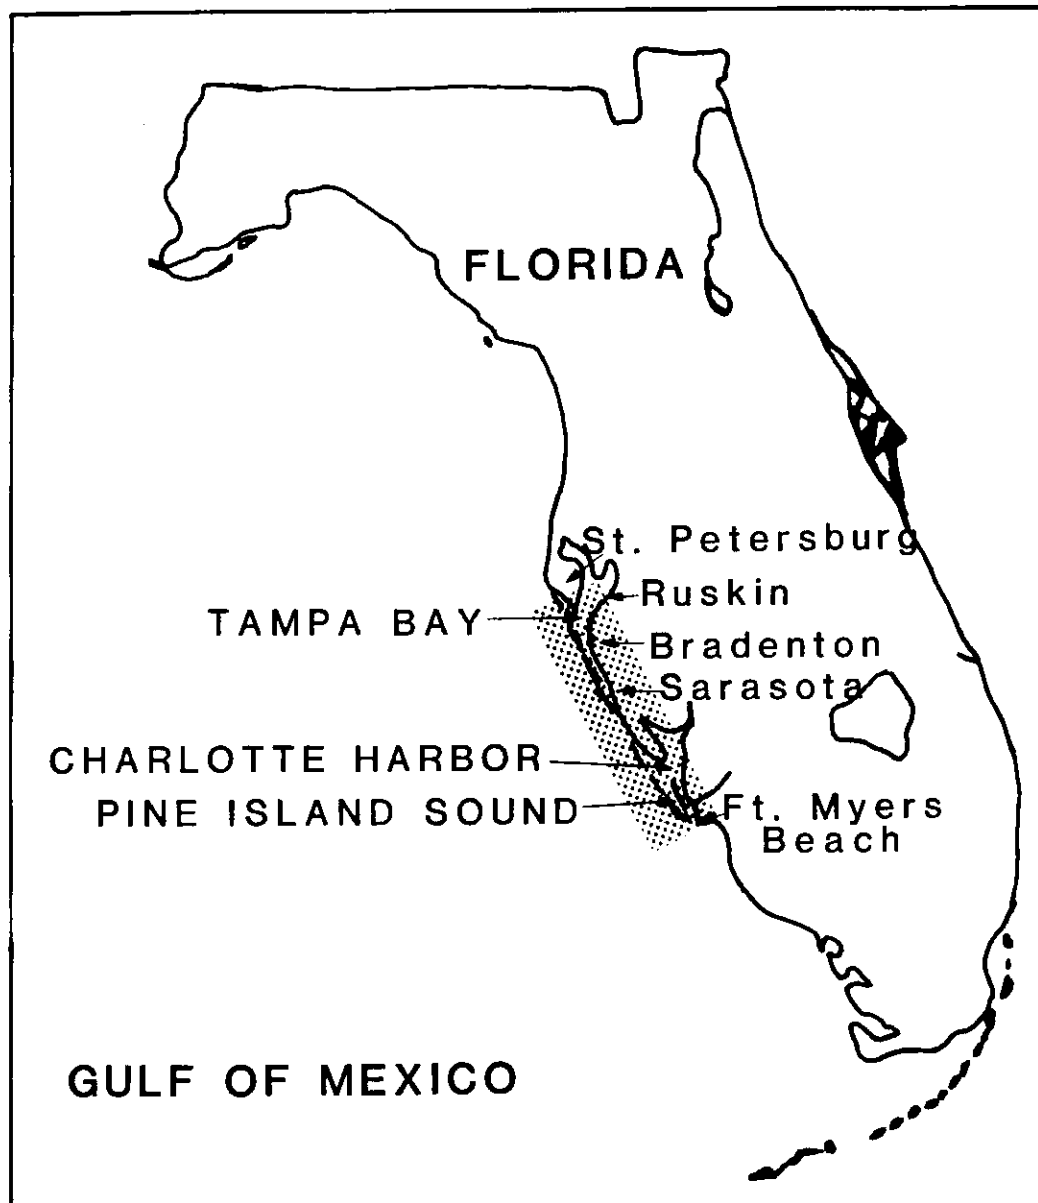 FLORIDA
St. Petersburg
Ruskin
TAMPA BAY
Bradenton
Sarasota
CHARLOTTE HARBOR
PINE ISLAND SOUND
Ft. Myers
Beach
GULF OF MEXICO